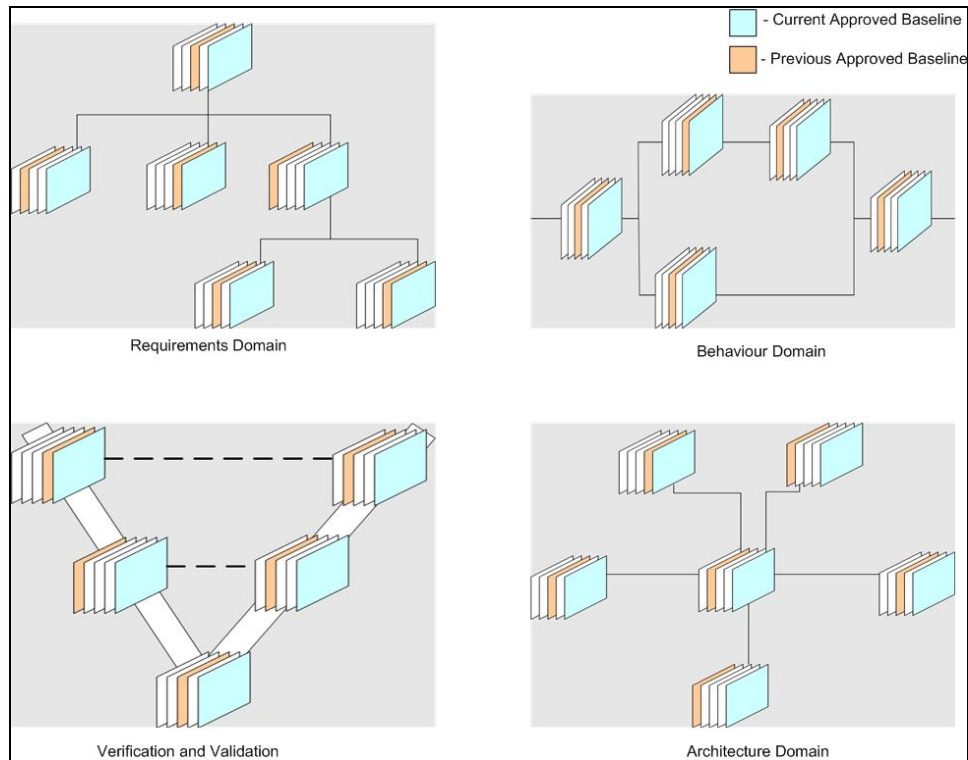 - Current Approved Baseline
- Previous Approved Baseline
Requirements Domain
Behaviour Domain
Verification and Validation
Architecture Domain